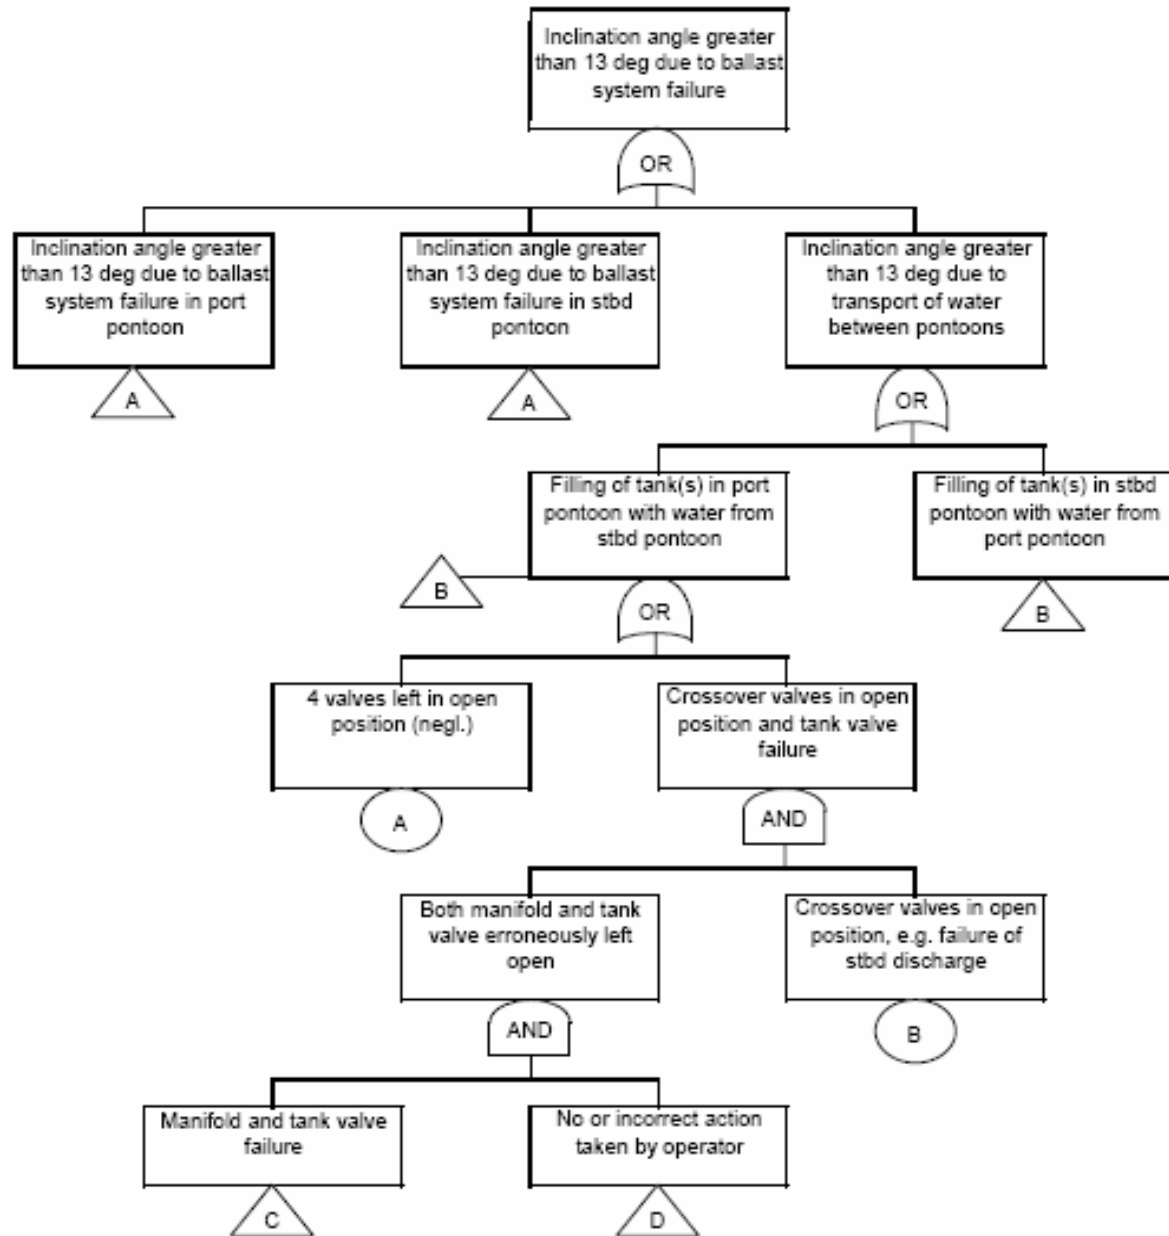 Inclination angle greater
than 13 deg due to ballast
system failure
OR
Inclination angle greater
than 13 deg due to ballast
system failure in port
pontoon
A
Inclination angle greater
than 13 deg due to ballast
system failure in stbd
pontoon
A
Inclination angle greater
than 13 deg due to
transport of water
between pontoons
OR
Filling of tank(s) in port
pontoon with water from
stbd pontoon
B
OR
Filling of tank(s) in stbd
pontoon with water from
port pontoon
B
4 valves left in open
position (negl.)
A
Crossover valves in open
position and tank valve
failure
AND
Both manifold and tank
valve erroneously left
open
AND
Crossover valves in open
position, e.g. failure of
stbd discharge
B
Manifold and tank valve
failure
C
No or incorrect action
taken by operator
D